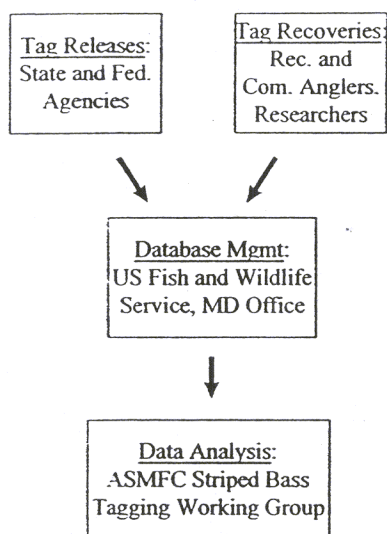 Tag Releases:
State and Fed.
Agencies
Tag Recoveries:
Rec. and
Com. Anglers.
Researchers
Database Mgmt:
US Fish and Wildlife
Service, MD Office
Data Analysis:
ASMFC Striped Bass
Tagging Working Group